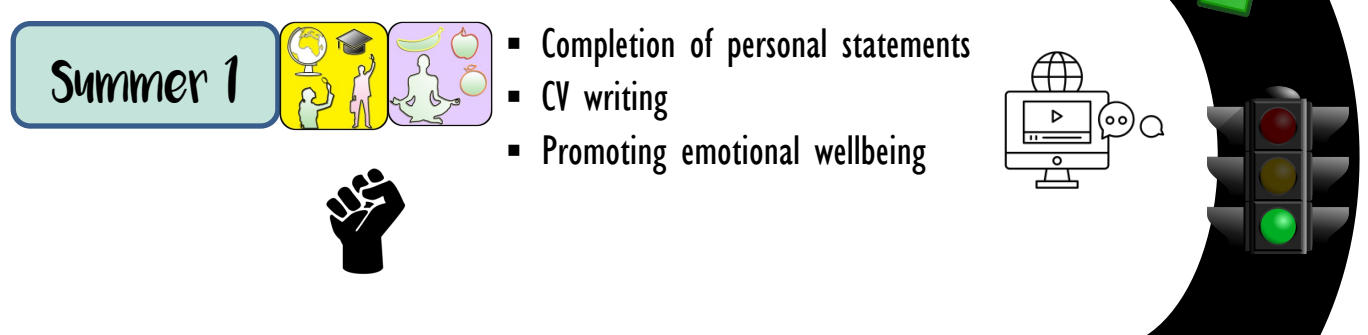 Summer 1
Completion of personal statements
CV writing
Promoting emotional wellbeing